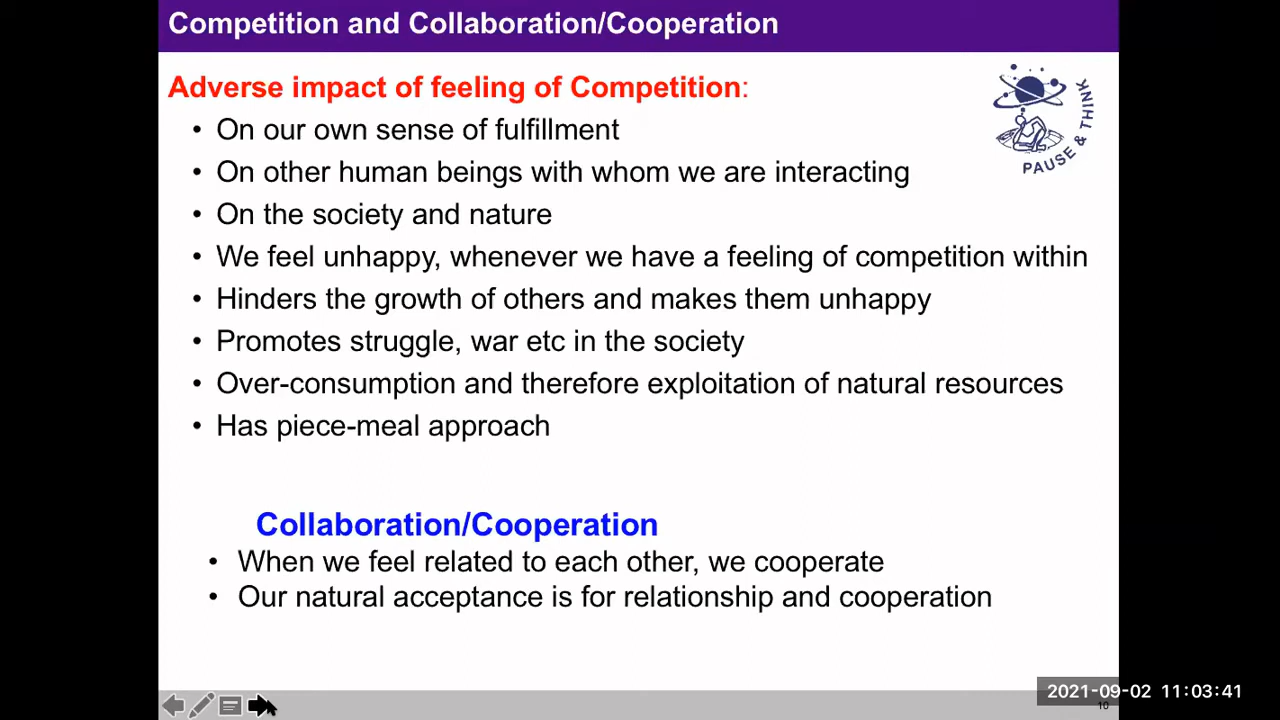 Competition and Collaboration/Cooperation
Adverse impact of feeling of Competition:
• On our own sense of fulfillment
• On other human beings with whom we are interacting
• On the society and nature
• We feel unhappy, whenever we have a feeling of competition within
• Hinders the growth of others and makes them unhappy
• Promotes struggle, war etc in the society
• Over-consumption and therefore exploitation of natural resources
• Has piece-meal approach
PAUSE & THINK
Collaboration/Cooperation
• When we feel related to each other, we cooperate
• Our natural acceptance is for relationship and cooperation
2021-09-02 11:03:41
10